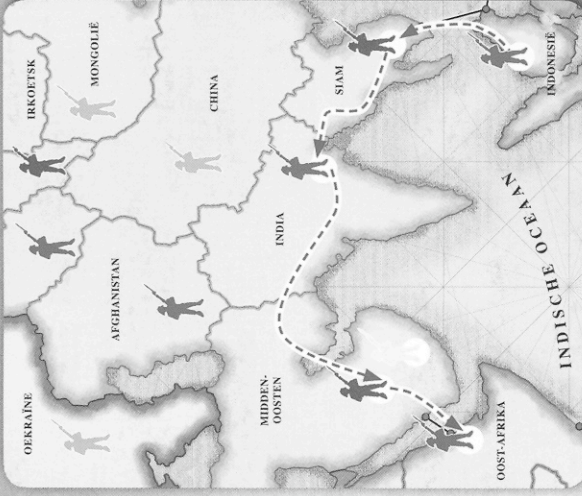 IRKOETSK
MONGOLIË
CHINA
SIAM
INDONESIË
OEKRAÏNE
AFGHANISTAN
INDIA
MIDDEN-
OOSTEN
OOST-AFRIKA
INDISCHE OCEAAN